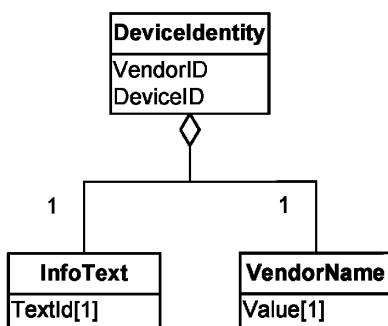 DeviceIdentity
VendorID
DeviceID
1
1
InfoText
TextId[1]
VendorName
Value[1]